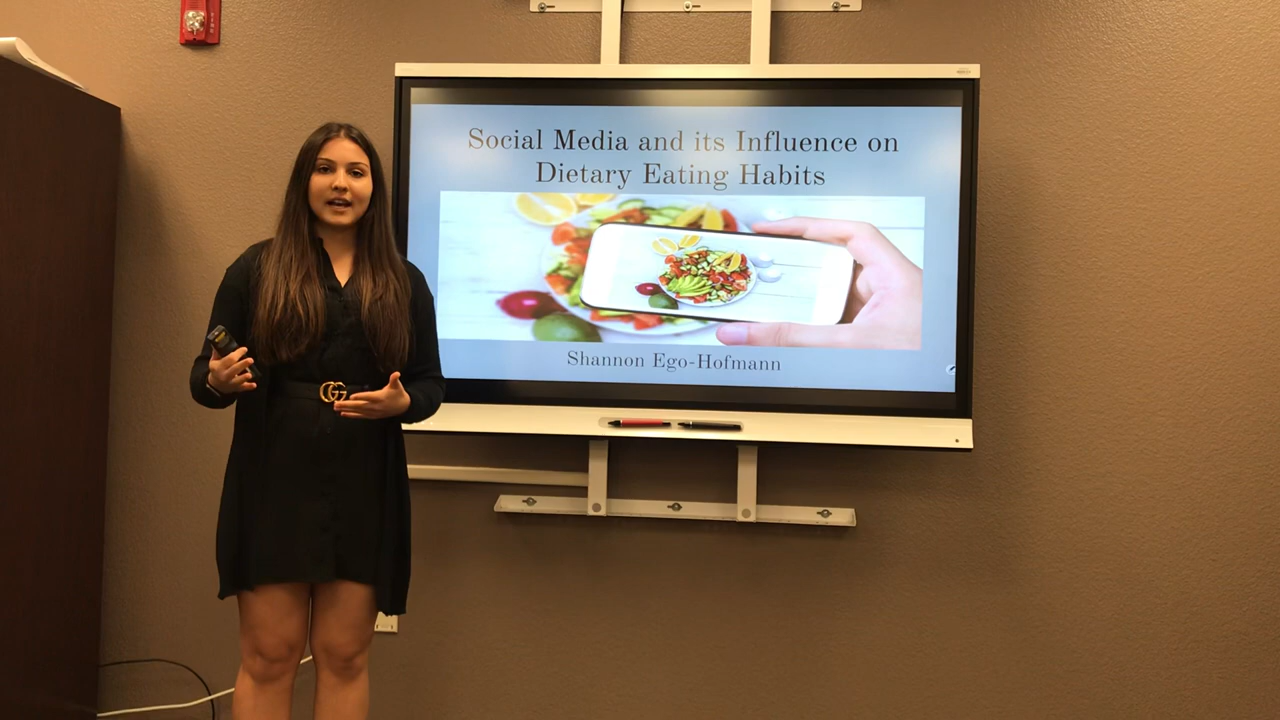 Social Media and its Influence on
Dietary Eating Habits
Shannon Ego-Hofmann